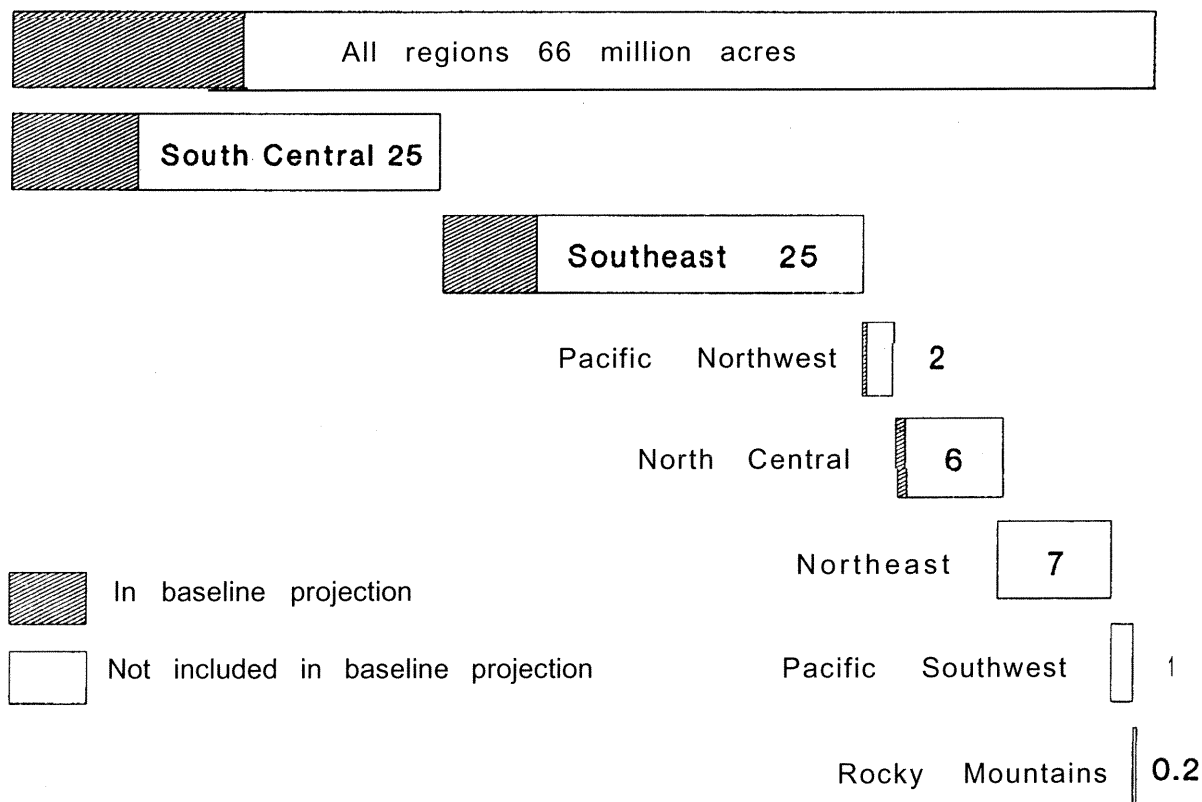 All regions 66 million acres
South Central 25
Southeast 25
Pacific Northwest 2
North Central 6
Northeast 7
In baseline projection
Not included in baseline projection
Pacific Southwest 1
Rocky Mountains 0.2